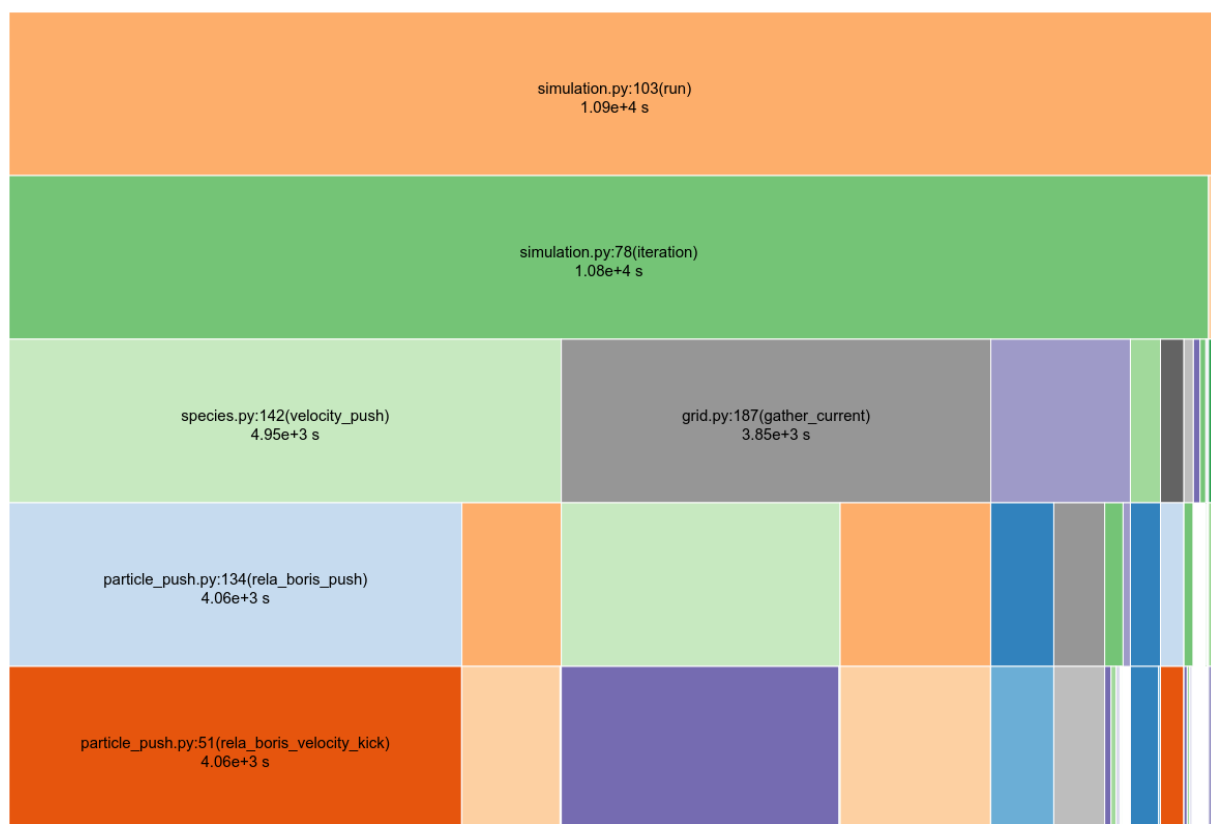 simulation.py:103(run)
1.09e+4 s
simulation.py:78(iteration)
1.08e+4 s
species.py:142(velocity_push)
4.95e+3 s
grid.py:187(gather_current)
3.85e+3 s
particle_push.py:134(rela_boris_push)
4.06e+3 s
particle_push.py:51(rela_boris_velocity_kick)
4.06e+3 s